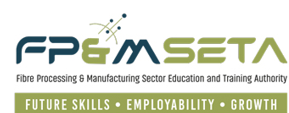 FP&MSETA
Fibre Processing & Manufacturing Sector Education and Training Authority
FUTURE SKILLS • EMPLOYABILITY • GROWTH